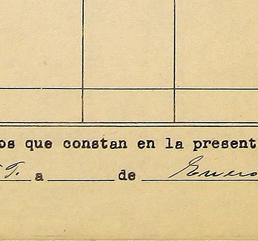 os que constan en la present
T. a de Enero